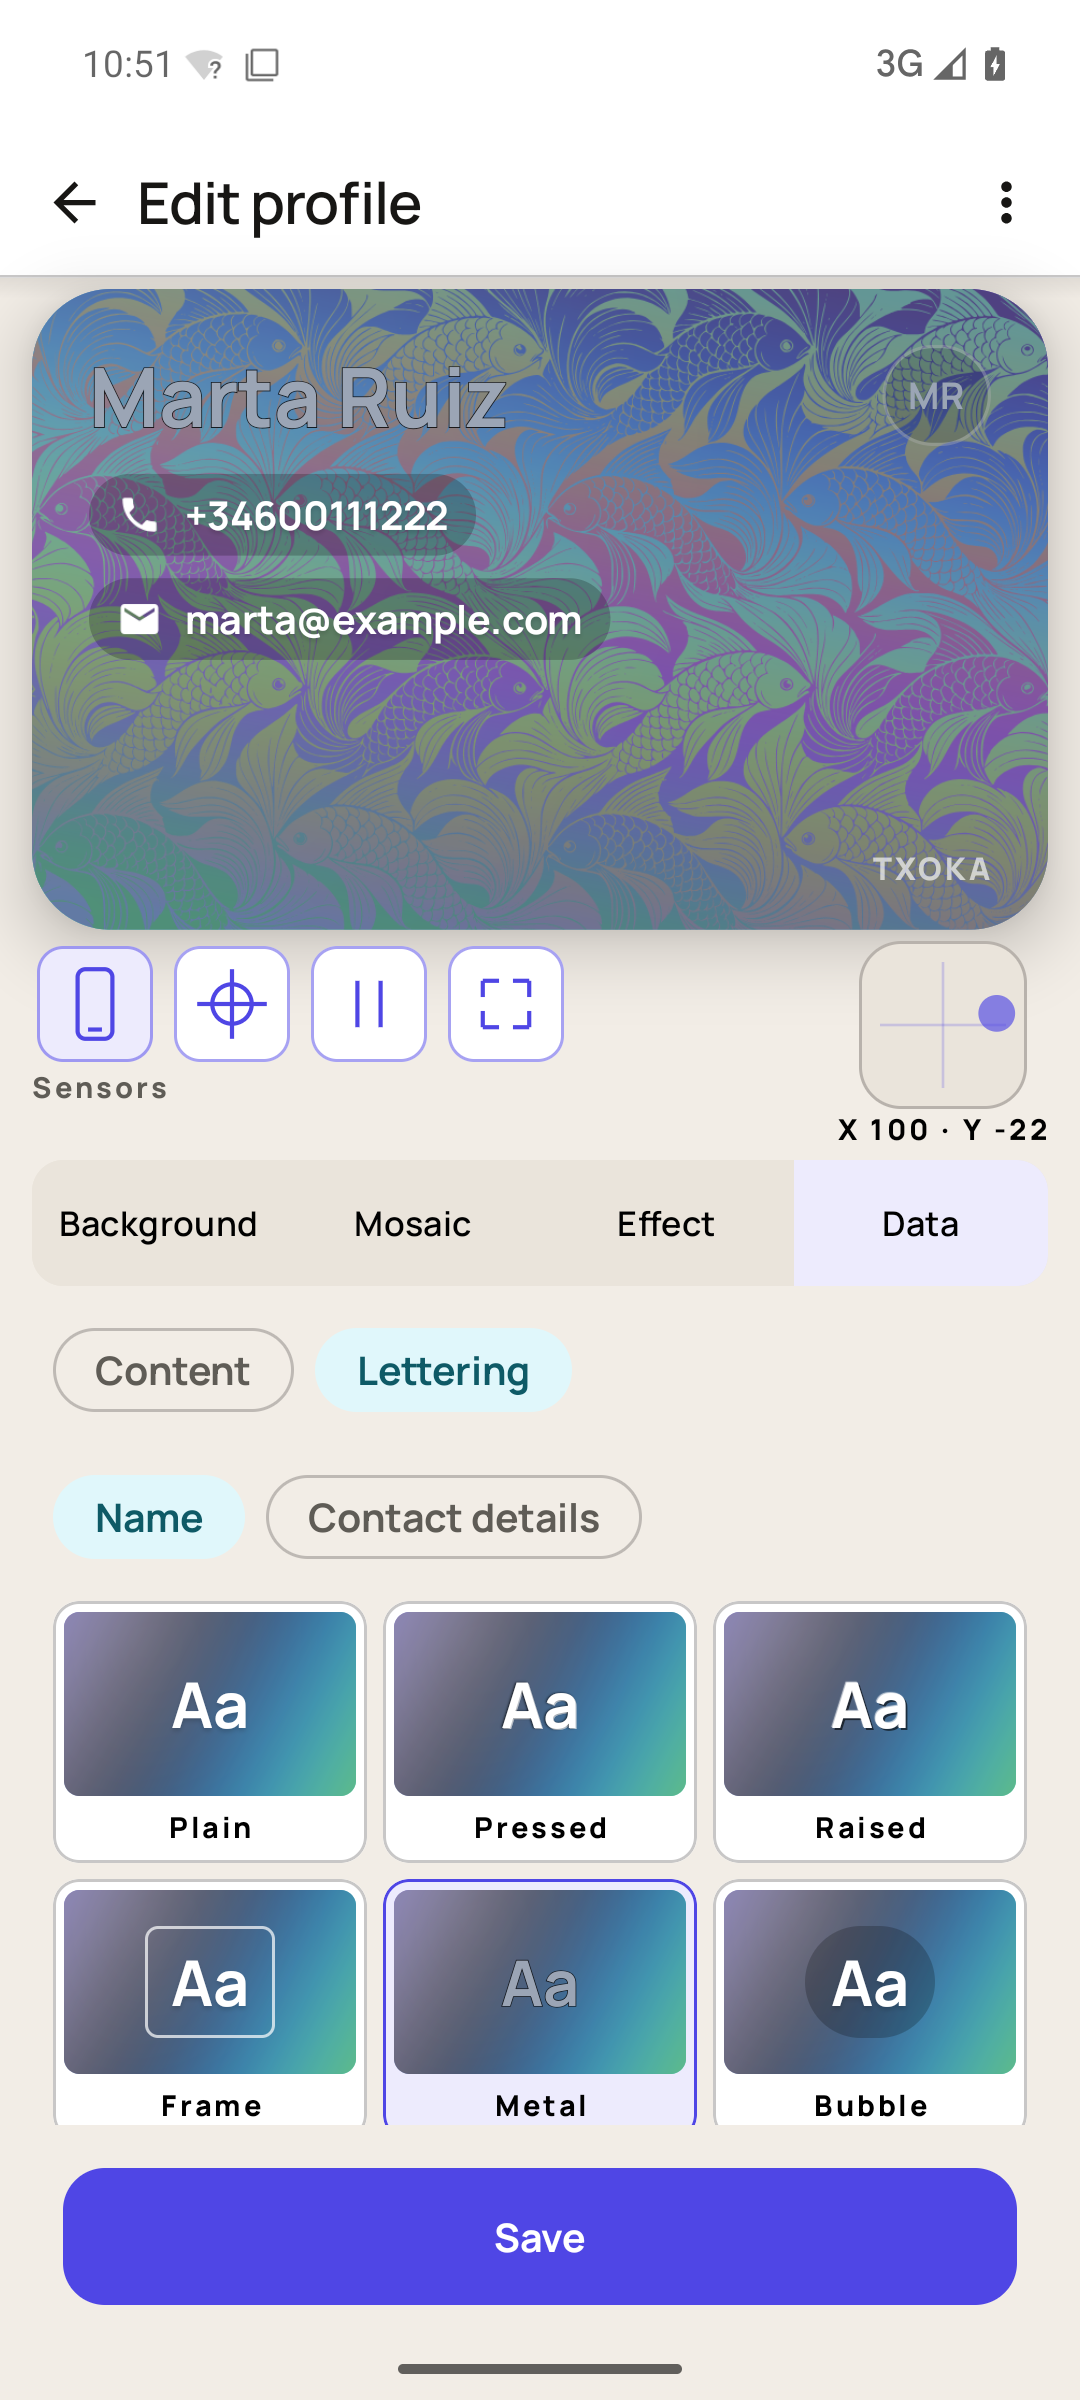 10:51
3G
Edit profile
Marta Ruiz
MR
+34600111222
marta@example.com
TXOKA
Sensors
X 100 · Y -22
Background Mosaic Effect Data
Content Lettering
Name Contact details
Aa Aa Aa
Plain Pressed Raised
Aa Aa Aa
Frame Metal Bubble
Save